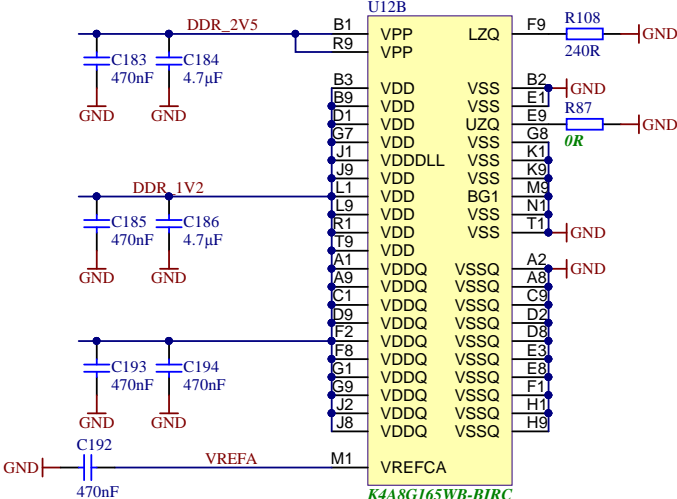 U12B
DDR_2V5
B1 VPP LZQ F9 R108 GND
R9 VPP 240R
C183 C184
470nF 4.7µF
GND GND
B3 VDD VSS B2 GND
B9 VDD VSS E1
D1 VDD UZQ E9 R87 GND
G7 VDD VSS G8 0R
J1 VDDDLL VSS K1
J9 VDD VSS K9
DDR_1V2 L1 VDD BG1 M9
L9 VDD VSS N1
R1 VDD VSS T1 GND
T9 VDD
C185 C186
470nF 4.7µF
GND GND
A1 VDDQ VSSQ A2 GND
A9 VDDQ VSSQ A8
C1 VDDQ VSSQ C9
D9 VDDQ VSSQ D2
F2 VDDQ VSSQ D8
F8 VDDQ VSSQ E3
G1 VDDQ VSSQ E8
G9 VDDQ VSSQ F1
J2 VDDQ VSSQ H1
J8 VDDQ VSSQ H9
C193 C194
470nF 470nF
GND GND
C192
GND VREFA M1 VREFCA
470nF
K4A8G165WB-BIRC